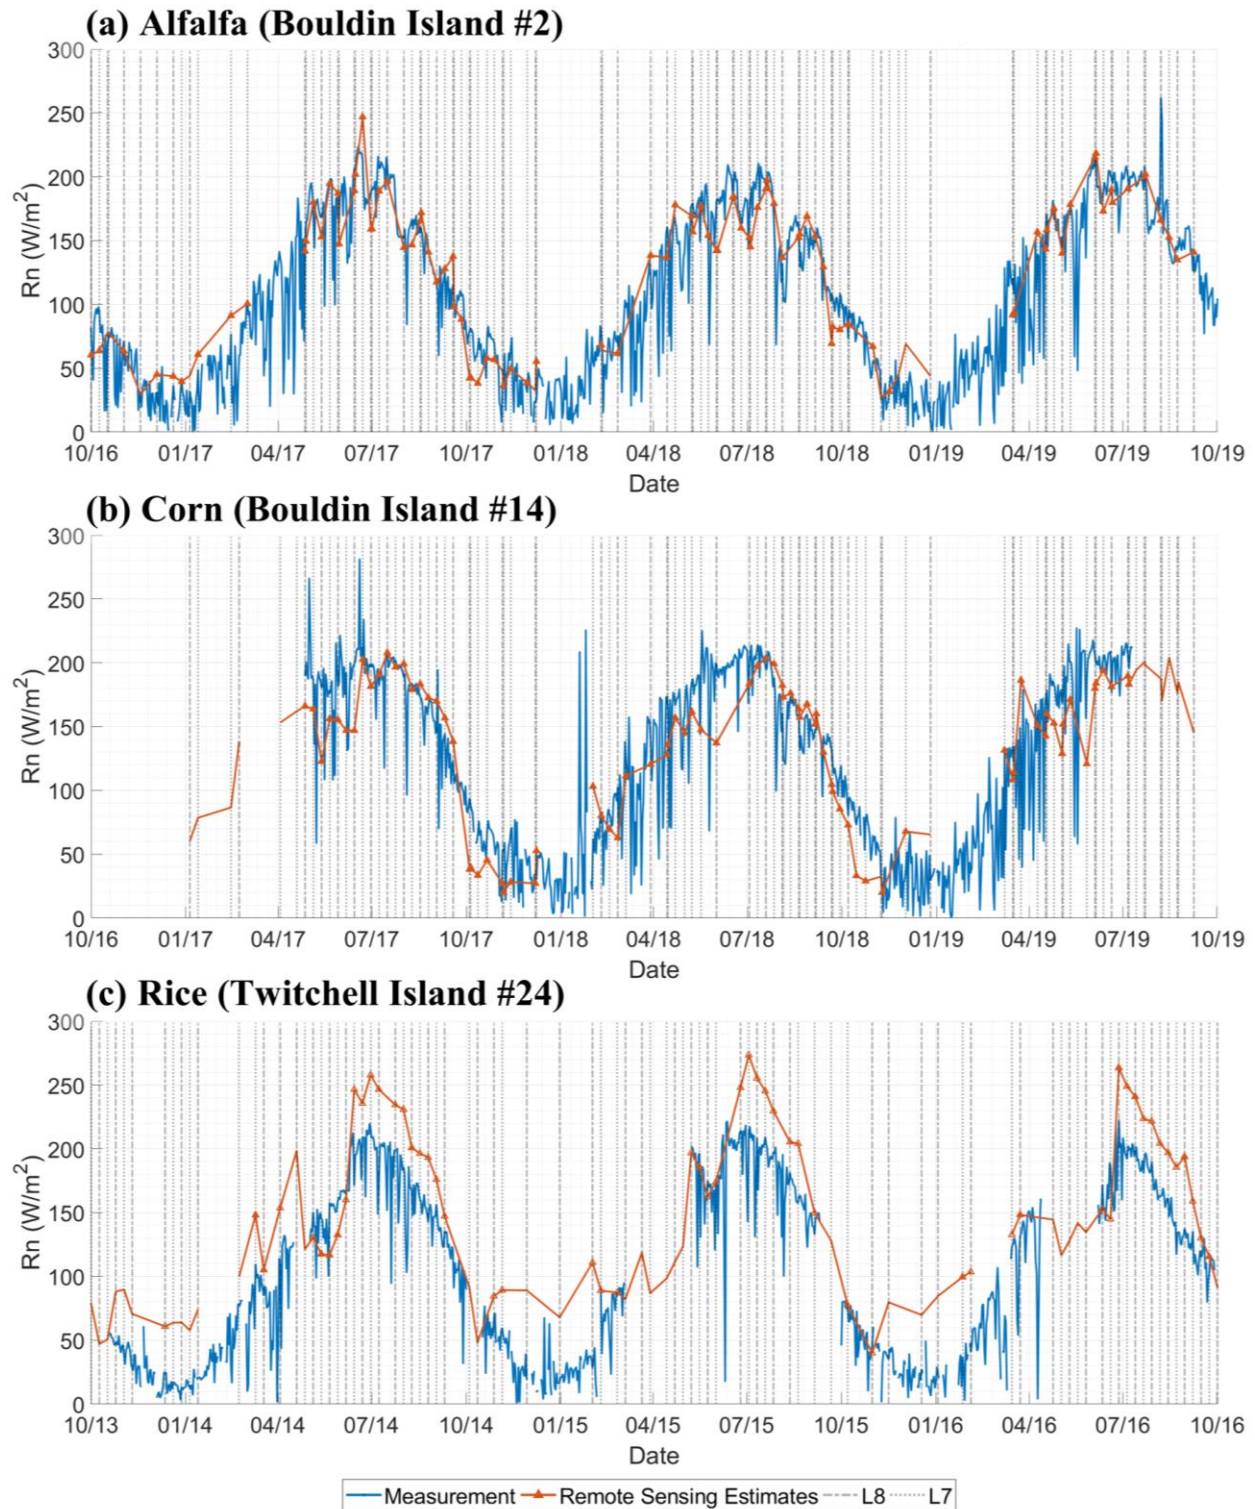 (a) Alfalfa (Bouldin Island #2)
300
250
200
150
100
50
0
Rn (W/m²)
10/16 01/17 04/17 07/17 10/17 01/18 04/18 07/18 10/18 01/19 04/19 07/19 10/19
Date
(b) Corn (Bouldin Island #14)
300
250
200
150
100
50
0
Rn (W/m²)
10/16 01/17 04/17 07/17 10/17 01/18 04/18 07/18 10/18 01/19 04/19 07/19 10/19
Date
(c) Rice (Twitchell Island #24)
300
250
200
150
100
50
0
Rn (W/m²)
10/13 01/14 04/14 07/14 10/14 01/15 04/15 07/15 10/15 01/16 04/16 07/16 10/16
Date
Measurement Remote Sensing Estimates L8 L7